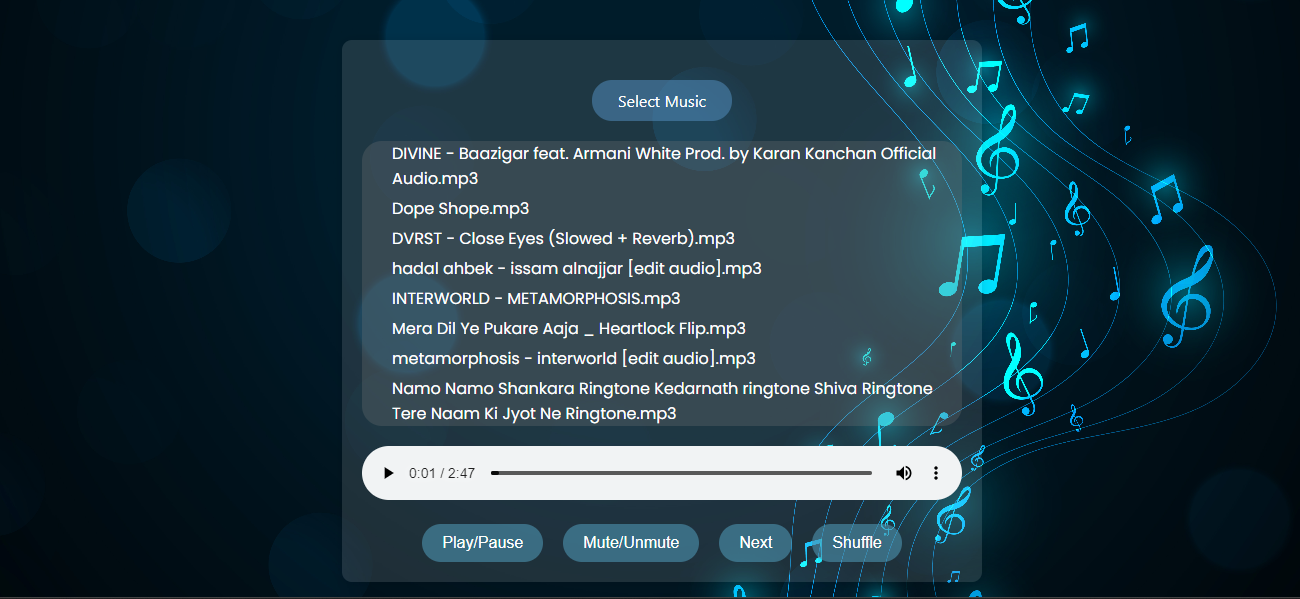 Select Music
DIVINE - Baazigar feat. Armani White Prod. by Karan Kanchan Official
Audio.mp3
Dope Shope.mp3
DVRST - Close Eyes (Slowed + Reverb).mp3
hadal ahbek - issam alnajjar [edit audio].mp3
INTERWORLD - METAMORPHOSIS.mp3
Mera Dil Ye Pukare Aaja _ Heartlock Flip.mp3
metamorphosis - interworld [edit audio].mp3
Namo Namo Shankara Ringtone Kedarnath ringtone Shiva Ringtone
Tere Naam Ki Jyot Ne Ringtone.mp3
0:01 / 2:47
Play/Pause Mute/Unmute Next Shuffle